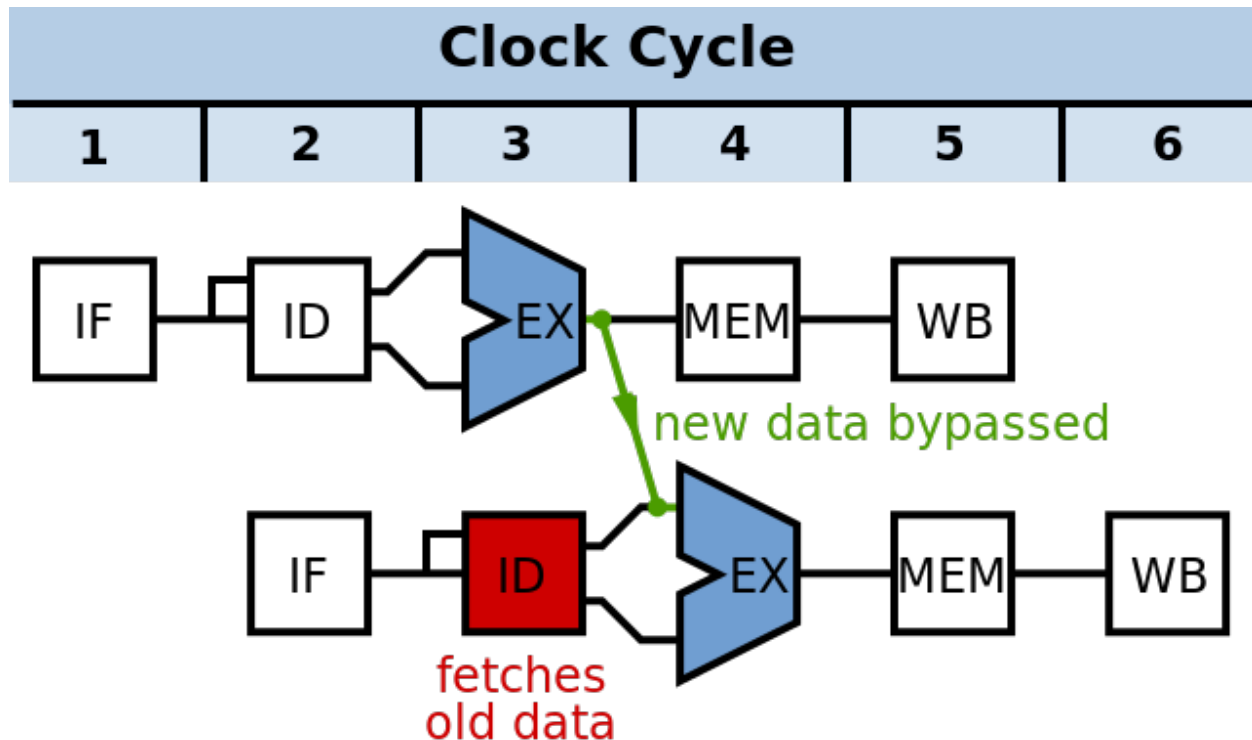 Clock Cycle
1 2 3 4 5 6
IF ID EX MEM WB
new data bypassed
IF ID EX MEM WB
fetches
old data